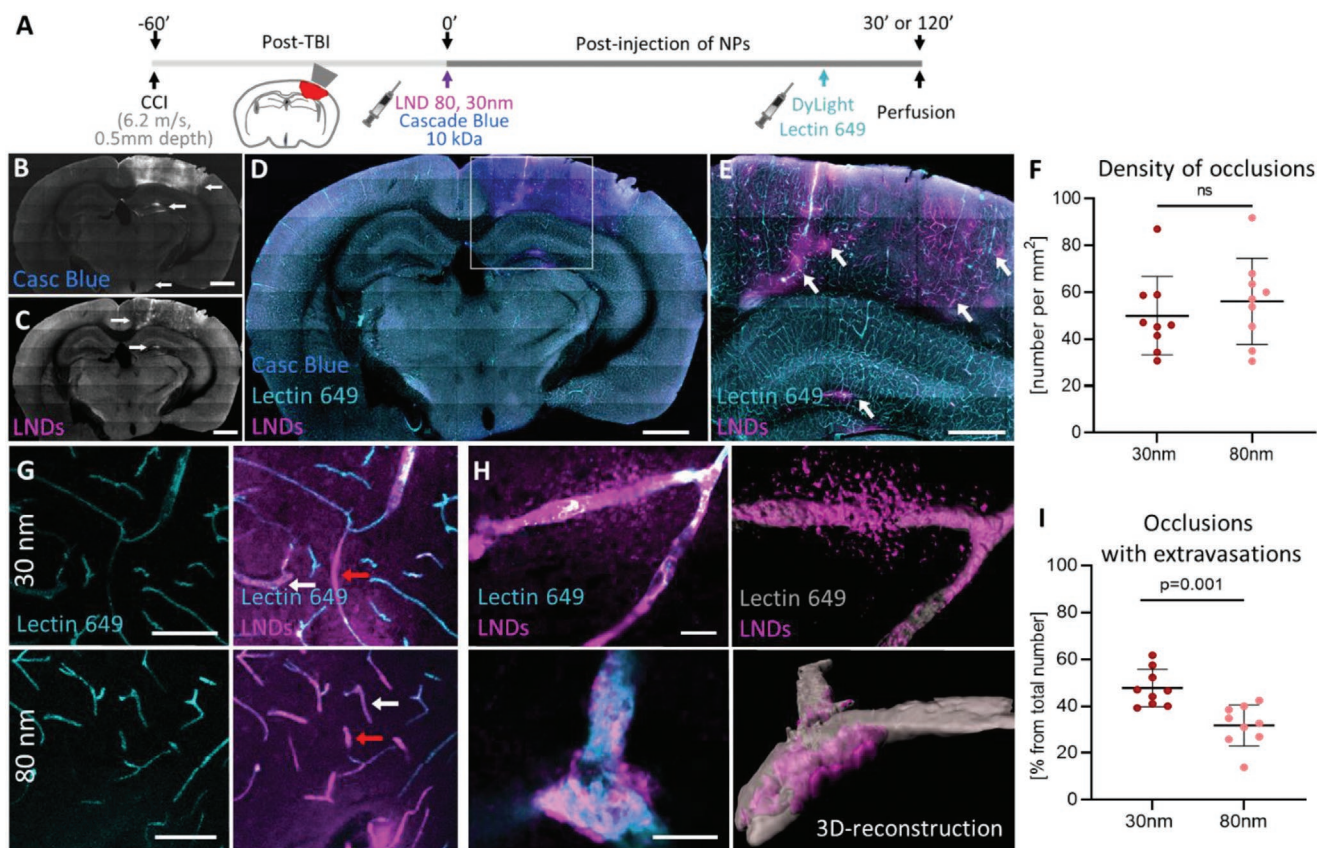 A
-60’
0’
30’ or 120’
Post-TBI
Post-injection of NPs
CCI
(6.2 m/s,
0.5mm depth)
LND 80, 30nm
Cascade Blue
10 kDa
DyLight
Lectin 649
Perfusion
B
Casc Blue
C
LNDs
D
Casc Blue
Lectin 649
LNDs
E
F
Density of occlusions
ns
[number per mm²]
100
80
60
40
20
0
30nm
80nm
G
30 nm
Lectin 649
Lectin 649
LNDs
80 nm
H
Lectin 649
LNDs
Lectin 649
LNDs
3D-reconstruction
I
Occlusions
with extravasations
p=0.001
[% from total number]
100
80
60
40
20
0
30nm
80nm